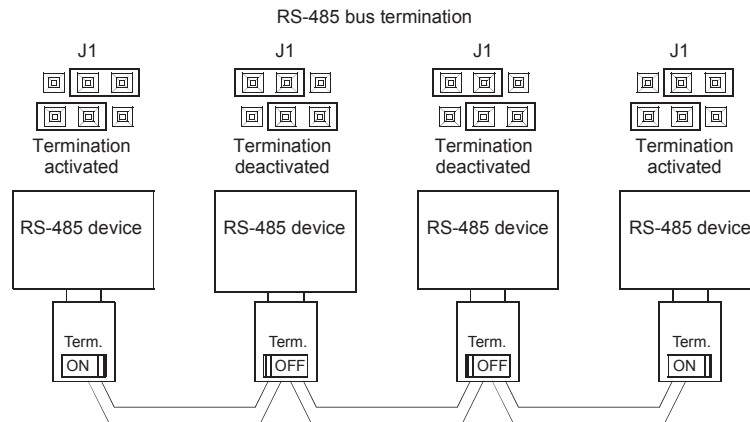 RS-485 bus termination
J1 J1 J1 J1
Termination activated
Termination deactivated
Termination deactivated
Termination activated
RS-485 device RS-485 device RS-485 device RS-485 device
Term. Term. Term. Term.
ON OFF OFF ON